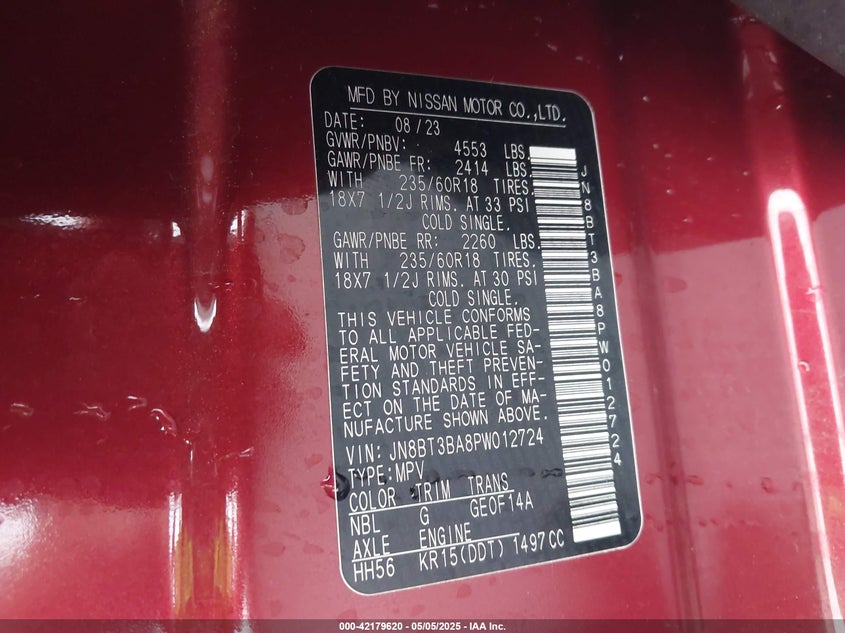 MFD BY NISSAN MOTOR CO.,LTD.
DATE: 08/23
GVWR/PNBV: 4553 LBS.
GAWR/PNBE FR: 2414 LBS.
WITH 235/60R18 TIRES.
18X7 1/2J RIMS. AT 33 PSI
COLD SINGLE.
GAWR/PNBE RR: 2260 LBS.
WITH 235/60R18 TIRES.
18X7 1/2J RIMS. AT 30 PSI
COLD SINGLE.
THIS VEHICLE CONFORMS
TO ALL APPLICABLE FED-
ERAL MOTOR VEHICLE SA-
FETY AND THEFT PREVEN-
TION STANDARDS IN EFF-
ECT ON THE DATE OF MA-
NUFACTURE SHOWN ABOVE.
VIN: JN8BT3BA8PW012724
TYPE:MPV
COLOR TRIM TRANS
NBL G GE0F14A
AXLE ENGINE
HH56 KR15(DDT) 1497CC
JN8BT3BA8PW012724
000-42179620 - 05/05/2025 - IAA Inc.